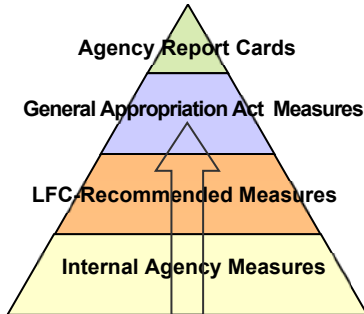 Agency Report Cards
General Appropriation Act Measures
LFC-Recommended Measures
Internal Agency Measures